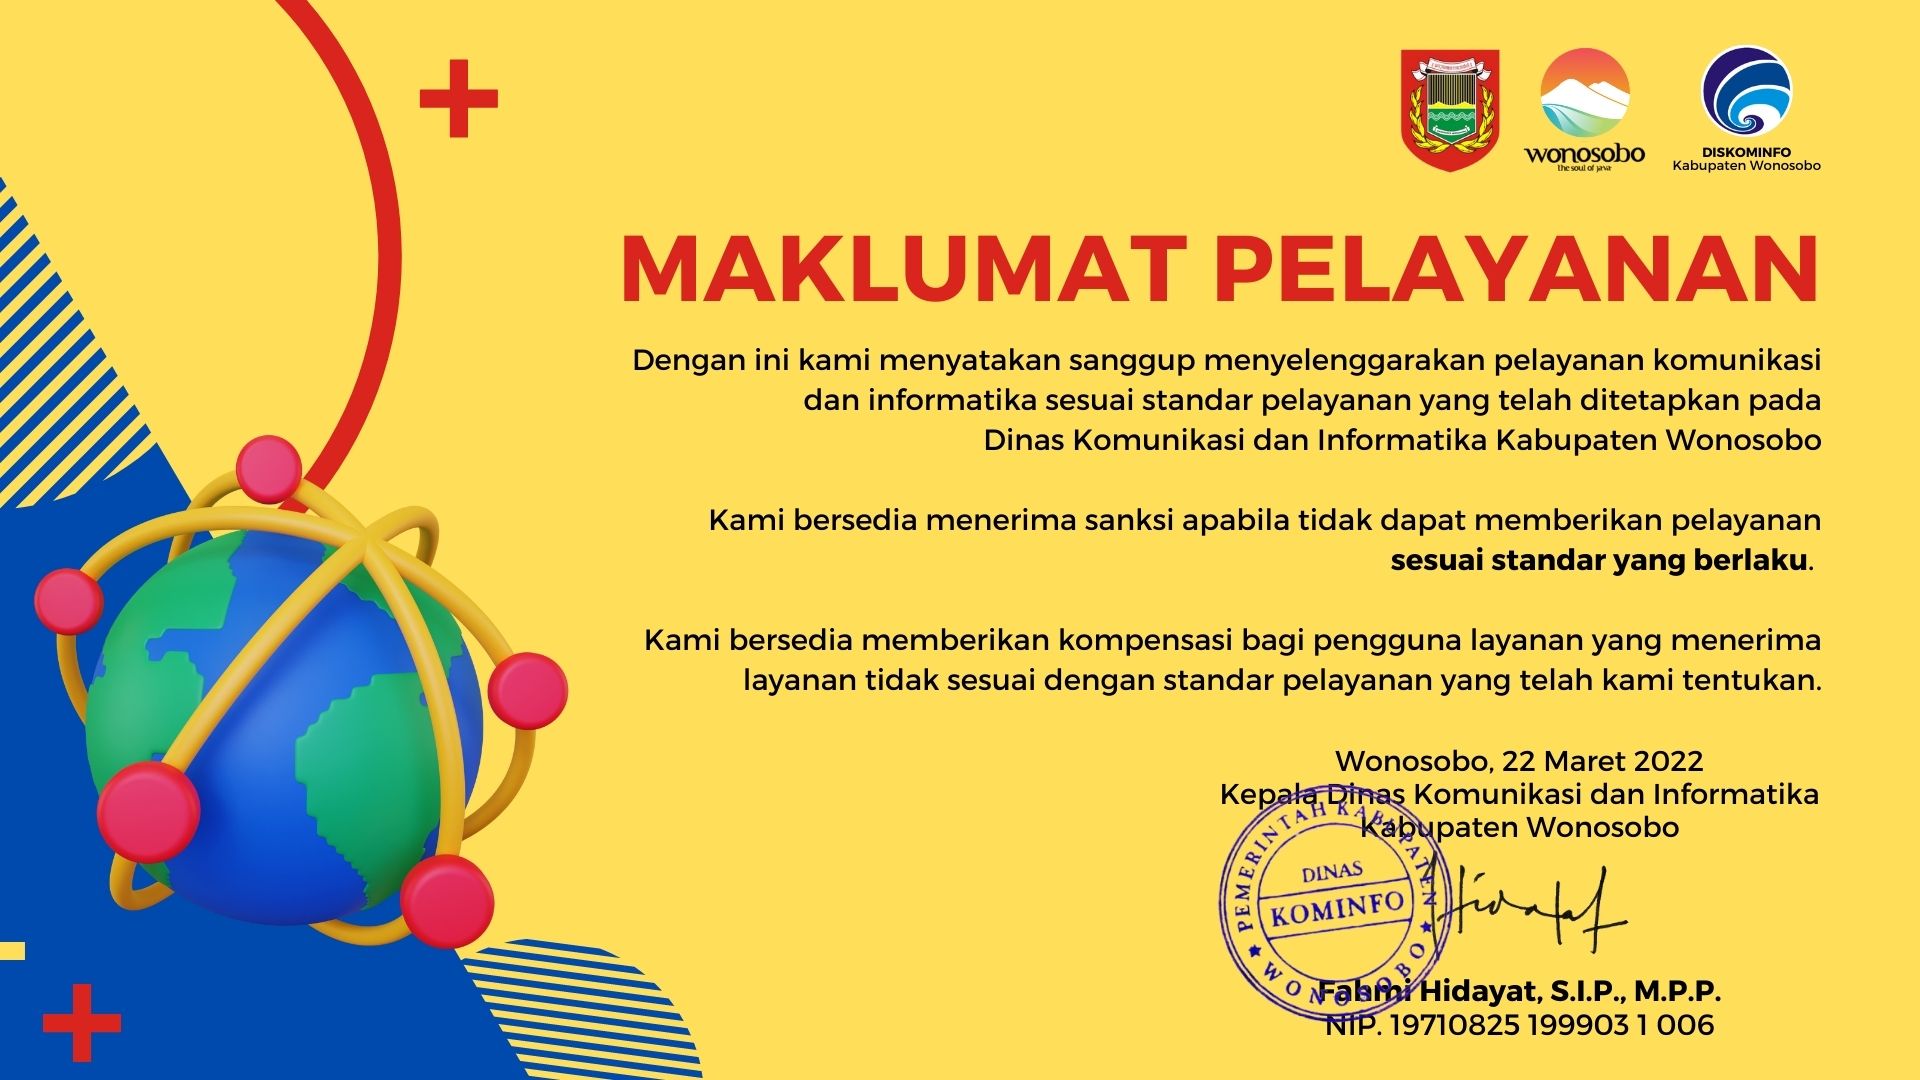 wonosobo
the soul of java
DISKOMINFO
Kabupaten Wonosobo
MAKLUMAT PELAYANAN
Dengan ini kami menyatakan sanggup menyelenggarakan pelayanan komunikasi
dan informatika sesuai standar pelayanan yang telah ditetapkan pada
Dinas Komunikasi dan Informatika Kabupaten Wonosobo
Kami bersedia menerima sanksi apabila tidak dapat memberikan pelayanan
sesuai standar yang berlaku.
Kami bersedia memberikan kompensasi bagi pengguna layanan yang menerima
layanan tidak sesuai dengan standar pelayanan yang telah kami tentukan.
Wonosobo, 22 Maret 2022
Kepala Dinas Komunikasi dan Informatika
Kabupaten Wonosobo
PEMERINTAH KABUPATEN
DINAS
KOMINFO
WONOSOBO
Hidayat
Fahmi Hidayat, S.I.P., M.P.P.
NIP. 19710825 199903 1 006